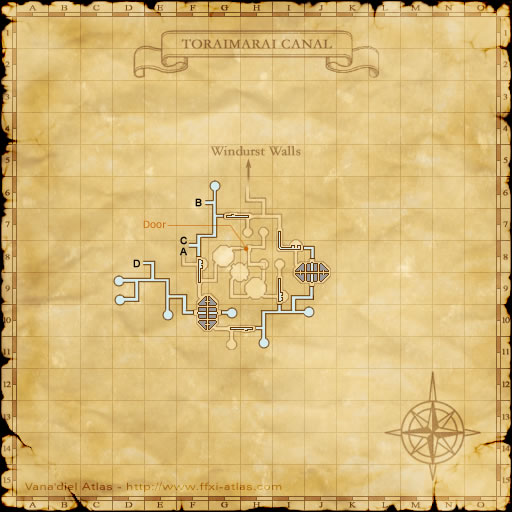 A B C D E F G H I J K L M N O
TORAIMARAI CANAL
Windurst Walls
B
Door
C
A
D
1
2
3
4
5
6
7
8
9
10
11
12
13
14
15
Vana'diel Atlas - http://www.ffxi-atlas.com
A B C D E F G H I J K L M N O